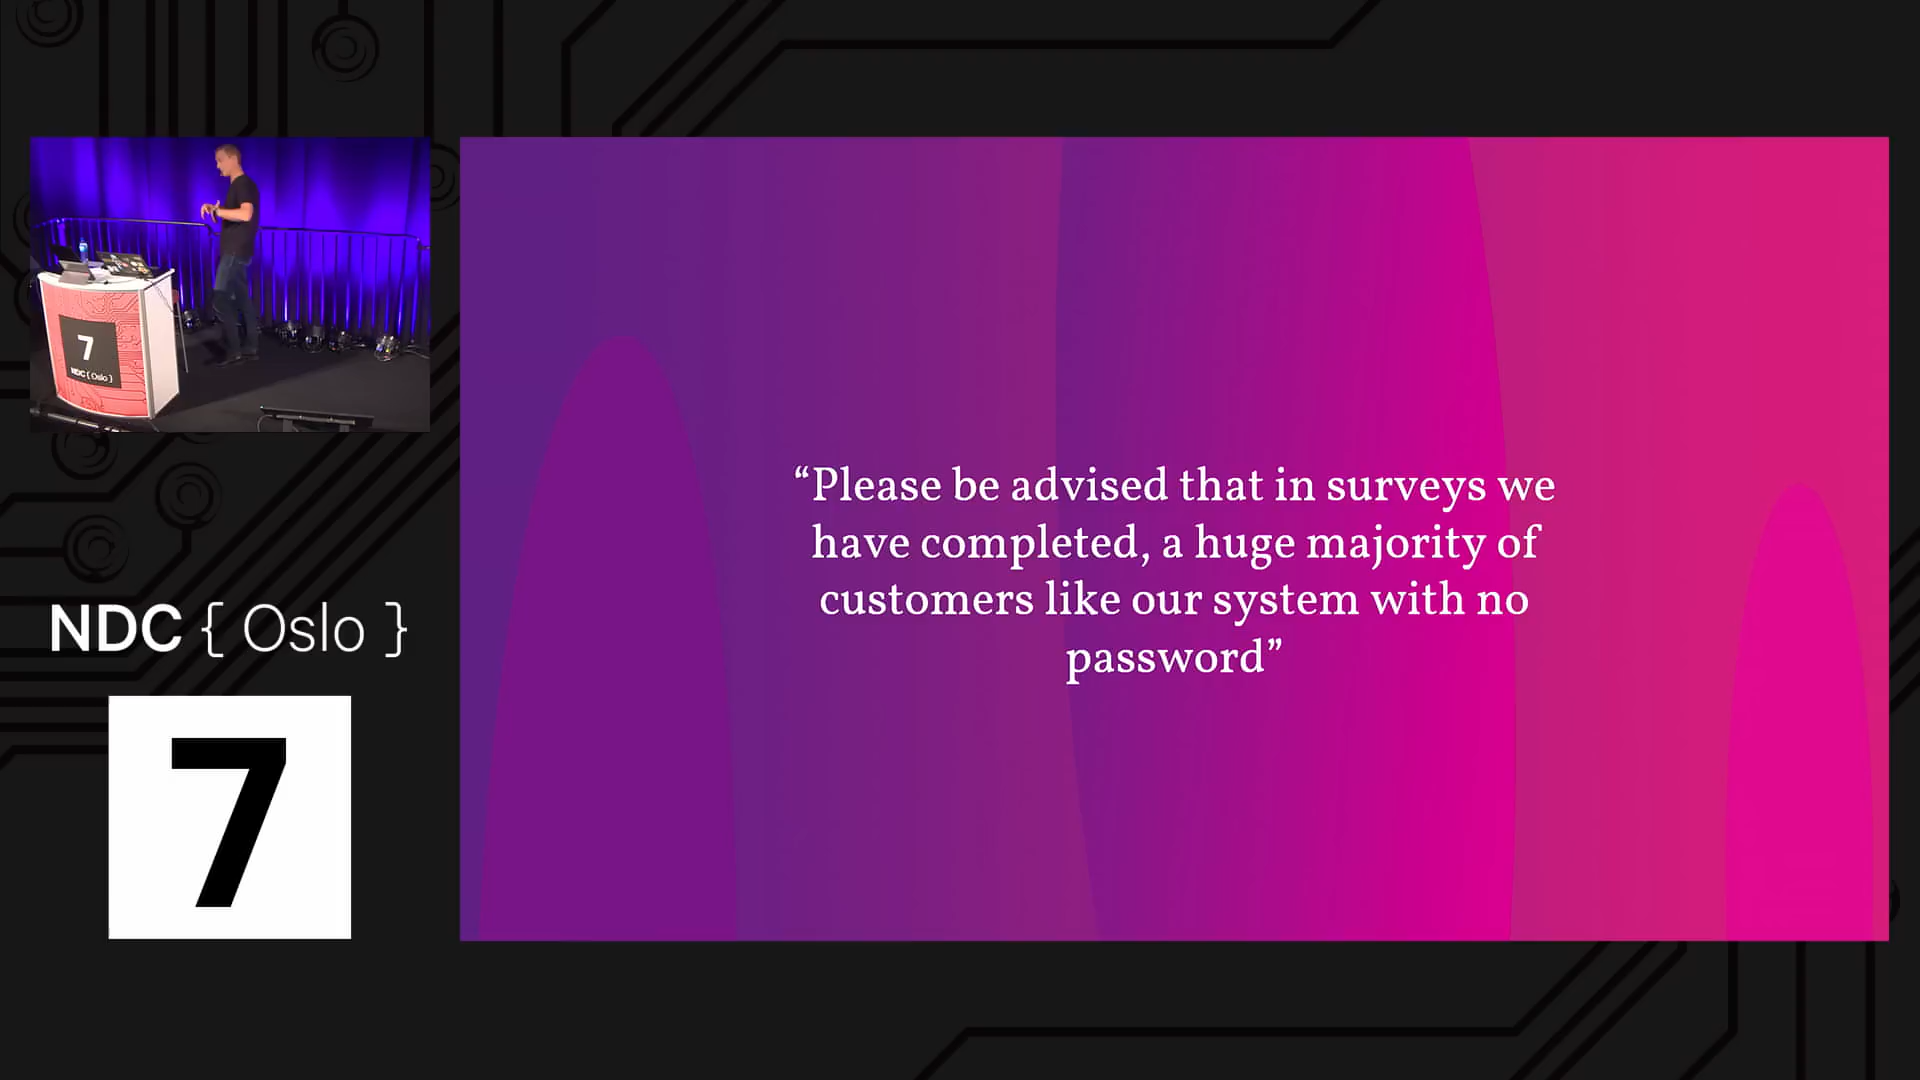 7
NDC { Oslo }
NDC { Oslo }
7
“Please be advised that in surveys we
have completed, a huge majority of
customers like our system with no
password”